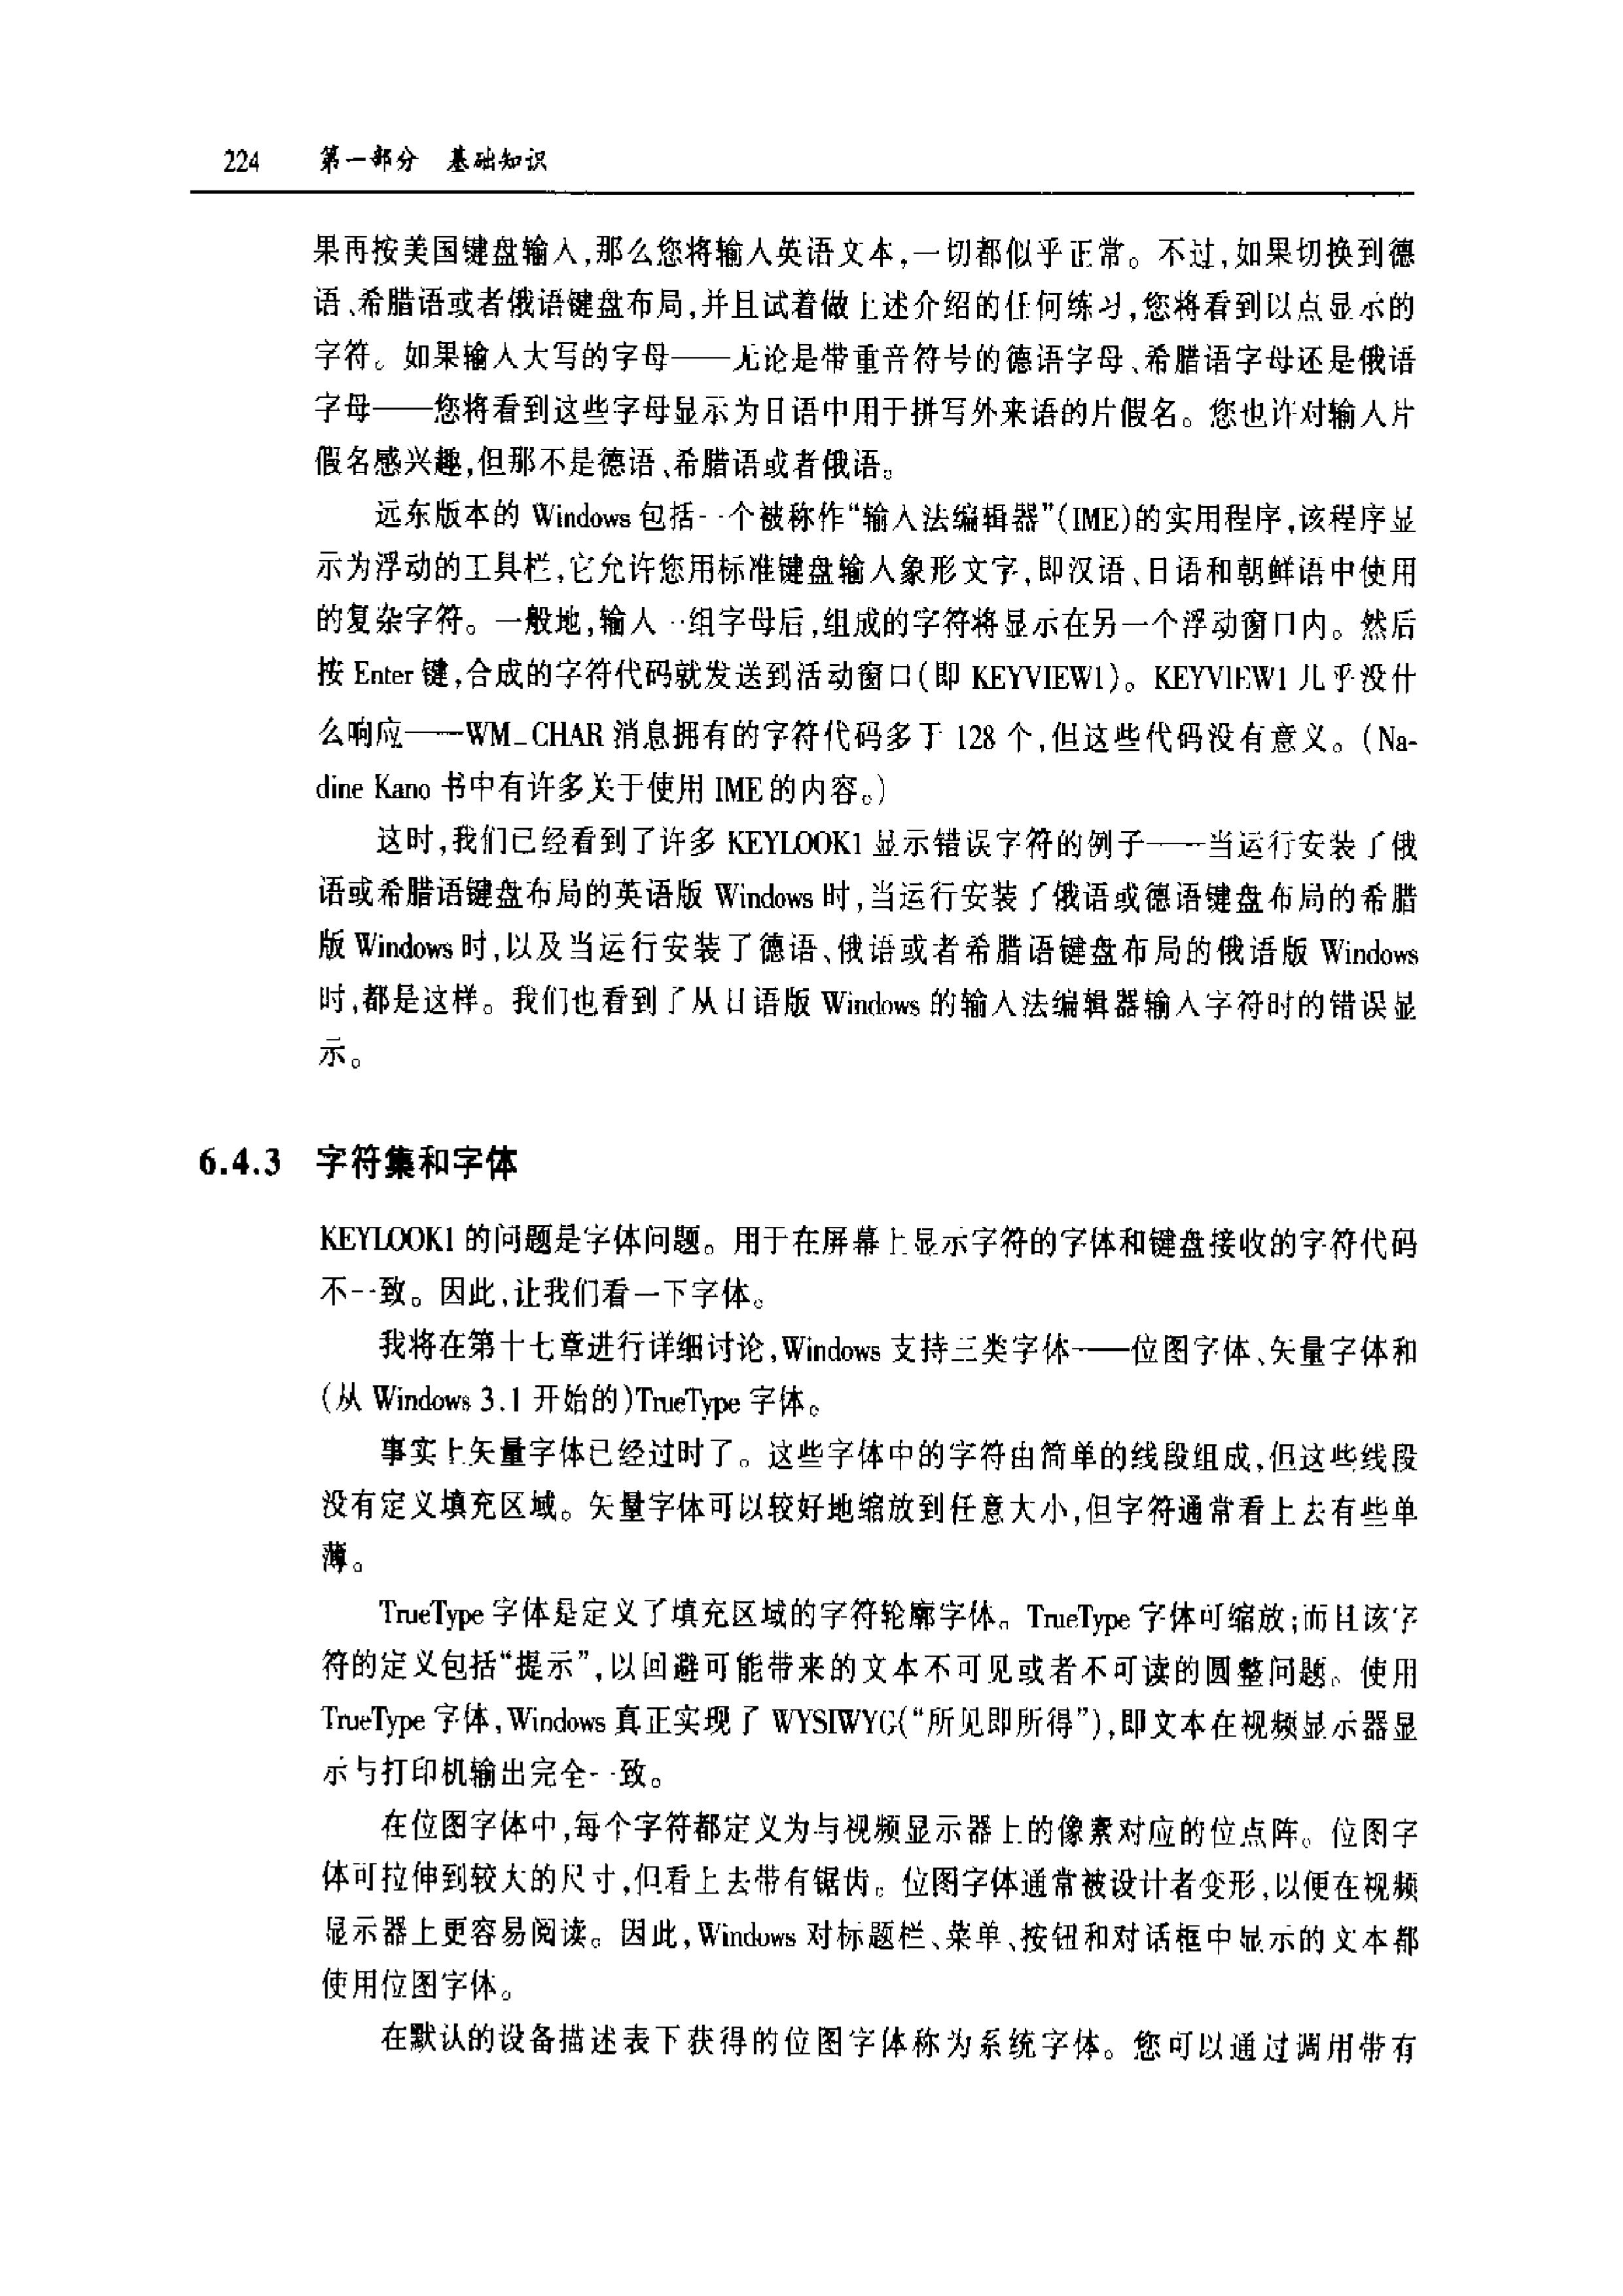 224 第一部分 基础知识
果再按美国键盘输入,那么您将输入英语文本,一切都似乎正常。不过,如果切换到德
语、希腊语或者俄语键盘布局,并且试着做上述介绍的任何练习,您将看到以点显示的
字符。如果输入大写的字母——无论是带重音符号的德语字母、希腊语字母还是俄语
字母——您将看到这些字母显示为日语中用于拼写外来语的片假名。您也许对输入片
假名感兴趣,但那不是德语、希腊语或者俄语。
远东版本的 Windows 包括一个被称作“输入法编辑器”(IME)的实用程序,该程序显
示为浮动的工具栏,它允许您用标准键盘输入象形文字,即汉语、日语和朝鲜语中使用
的复杂字符。一般地,输入一组字母后,组成的字符将显示在另一个浮动窗口内。然后
按 Enter 键,合成的字符代码就发送到活动窗口(即 KEYVIEW1)。KEYVIEW1 几乎没什
么响应——WM_CHAR 消息拥有的字符代码多于 128 个,但这些代码没有意义。(Na-
dine Kano 书中有许多关于使用 IME 的内容。)
这时,我们已经看到了许多 KEYLOOK1 显示错误字符的例子——当运行安装了俄
语或希腊语键盘布局的英语版 Windows 时,当运行安装了俄语或德语键盘布局的希腊
版 Windows 时,以及当运行安装了德语、俄语或者希腊语键盘布局的俄语版 Windows
时,都是这样。我们也看到了从日语版 Windows 的输入法编辑器输入字符时的错误显
示。
6.4.3 字符集和字体
KEYLOOK1 的问题是字体问题。用于在屏幕上显示字符的字体和键盘接收的字符代码
不一致。因此,让我们看一下字体。
我将在第十七章进行详细讨论,Windows 支持三类字体——位图字体、矢量字体和
(从 Windows 3.1 开始的)TrueType 字体。
事实上矢量字体已经过时了。这些字体中的字符由简单的线段组成,但这些线段
没有定义填充区域。矢量字体可以较好地缩放到任意大小,但字符通常看上去有些单
薄。
TrueType 字体是定义了填充区域的字符轮廓字体。TrueType 字体可缩放;而且该字
符的定义包括“提示”,以回避可能带来的文本不可见或者不可读的圆整问题。使用
TrueType 字体,Windows 真正实现了 WYSIWYG(“所见即所得”),即文本在视频显示器显
示与打印机输出完全一致。
在位图字体中,每个字符都定义为与视频显示器上的像素对应的位点阵。位图字
体可拉伸到较大的尺寸,但看上去带有锯齿。位图字体通常被设计者变形,以便在视频
显示器上更容易阅读。因此,Windows 对标题栏、菜单、按钮和对话框中显示的文本都
使用位图字体。
在默认的设备描述表下获得的位图字体称为系统字体。您可以通过调用带有